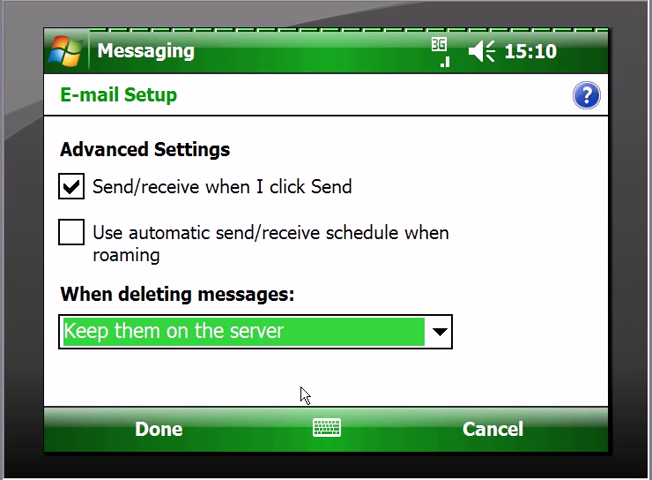 Messaging
3G
15:10
E-mail Setup
?
Advanced Settings
Send/receive when I click Send
Use automatic send/receive schedule when
roaming
When deleting messages:
Keep them on the server
Done
Cancel